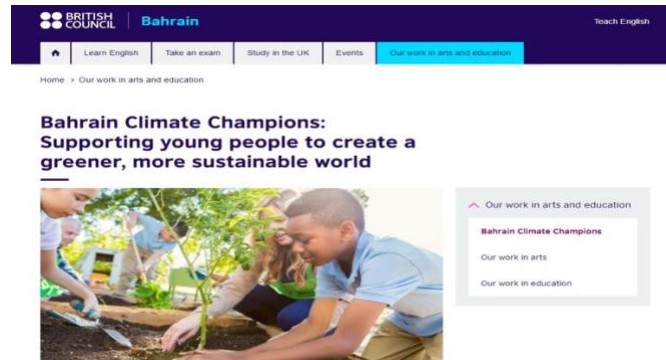 BRITISH
COUNCIL
Bahrain
Teach English
Learn English
Take an exam
Study in the UK
Events
Our work in arts and education
Home > Our work in arts and education
Bahrain Climate Champions:
Supporting young people to create a
greener, more sustainable world
Our work in arts and education
Bahrain Climate Champions
Our work in arts
Our work in education